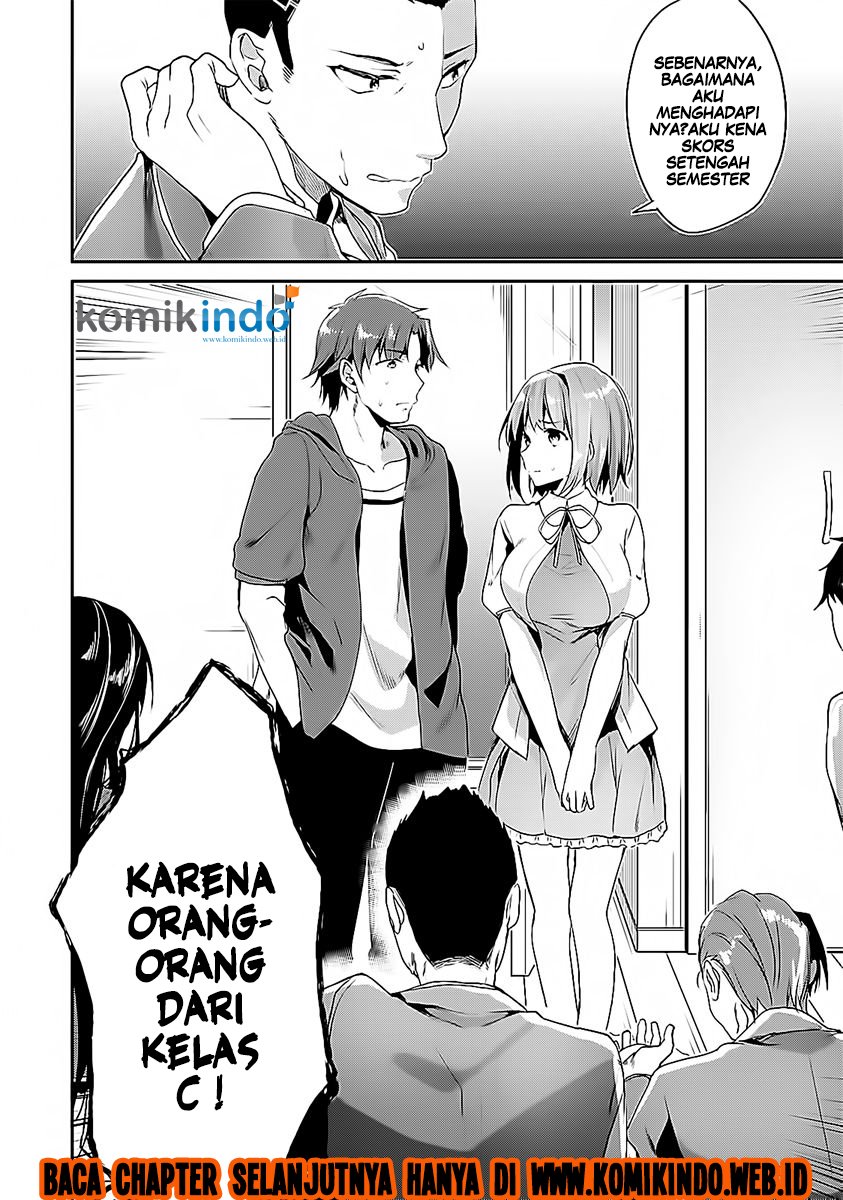 SEBENARNYA,
BAGAIMANA
AKU
MENGHADAPI
NYA?AKU KENA
SKORS
SETENGAH
SEMESTER
komikindo
www.komikindo.web.id
KARENA
ORANG-
ORANG
DARI
KELAS
C!
BACA CHAPTER SELANJUTNYA HANYA DI WWW.KOMIKINDO.WEB.ID